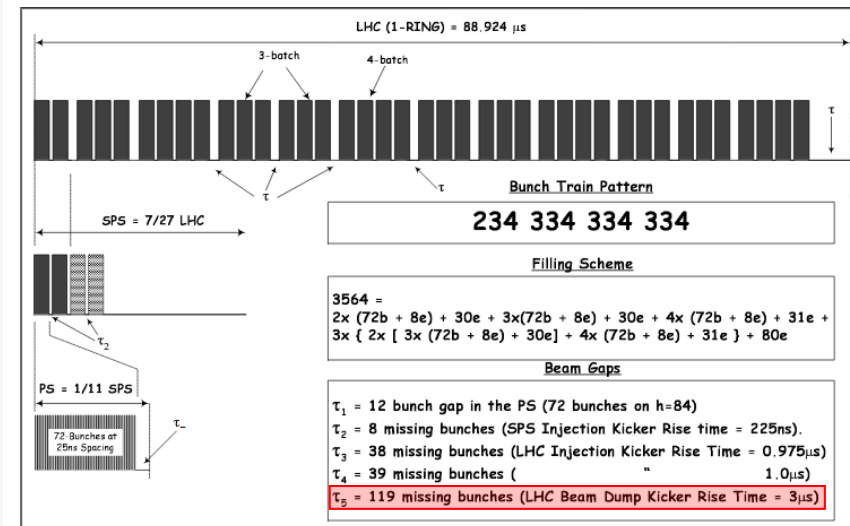 LHC (1-RING) = 88.924 μs
3-batch
4-batch
τ
τ
τ
Bunch Train Pattern
234 334 334 334
SPS = 7/27 LHC
Filling Scheme
3564 =
2x (72b + 8e) + 30e + 3x(72b + 8e) + 30e + 4x (72b + 8e) + 31e +
3x { 2x [ 3x (72b + 8e) + 30e] + 4x (72b + 8e) + 31e } + 80e
τ2
Beam Gaps
PS = 1/11 SPS
τ1 = 12 bunch gap in the PS (72 bunches on h=84)
τ2 = 8 missing bunches (SPS Injection Kicker Rise time = 225ns).
τ3 = 38 missing bunches (LHC Injection Kicker Rise Time = 0.975μs)
τ4 = 39 missing bunches ( " 1.0μs)
τ5 = 119 missing bunches (LHC Beam Dump Kicker Rise Time = 3μs)
72-Bunches at
25ns Spacing
τ